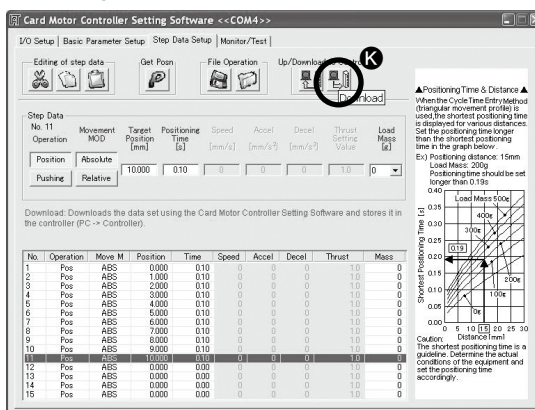 Card Motor Controller Setting Software <<COM4>>
I/O Setup Basic Parameter Setup Step Data Setup Monitor/Test
Editing of step data Get Posn File Operation Up/Download to Contro
K
Download
Step Data
No. 11
Operation Movement MOD Target Position [mm] Positioning Time [s] Speed [mm/s] Accel [mm/s²] Decel [mm/s²] Thrust Setting Value Load Mass [g]
Position Absolute
Pushing Relative
10.000 0.10 0 0 0 1.0 0
Download: Downloads the data set using the Card Motor Controller Setting Software and stores it in
the controller (PC -> Controller).
No. Operation Move M Position Time Speed Accel Decel Thrust Mass
1 Pos ABS 0.000 0.10 0 0 0 1.0 0
2 Pos ABS 1.000 0.10 0 0 0 1.0 0
3 Pos ABS 2.000 0.10 0 0 0 1.0 0
4 Pos ABS 3.000 0.10 0 0 0 1.0 0
5 Pos ABS 4.000 0.10 0 0 0 1.0 0
6 Pos ABS 5.000 0.10 0 0 0 1.0 0
7 Pos ABS 6.000 0.10 0 0 0 1.0 0
8 Pos ABS 7.000 0.10 0 0 0 1.0 0
9 Pos ABS 8.000 0.10 0 0 0 1.0 0
10 Pos ABS 9.000 0.10 0 0 0 1.0 0
11 Pos ABS 10.000 0.10 0 0 0 1.0 0
12 Pos ABS 0.000 0.00 0 0 0 1.0 0
13 Pos ABS 0.000 0.00 0 0 0 1.0 0
14 Pos ABS 0.000 0.00 0 0 0 1.0 0
15 Pos ABS 0.000 0.00 0 0 0 1.0 0
▲Positioning Time & Distance▲
When the Cycle Time Entry Method
(triangular movement profile) is
used,the shortest positioning time
is displayed for various distances.
Set the positioning time longer
than the shortest positioning
time in the graph below.
Ex) Positioning distance: 15mm
Load Mass: 200g
Positioning time should be set
longer than 0.19s
Shortest Positioning Time [s]
0.40
0.35
0.30
0.25
0.20
0.15
0.10
0.05
0.00
0.19
Load Mass 500g
400g
300g
200g
100g
0g
0 5 10 15 20 25 30
Distance [mm]
Caution:
The shortest positioning time is a
guideline. Determine the actual
conditions of the equipment and
set the positioning time
accordingly.